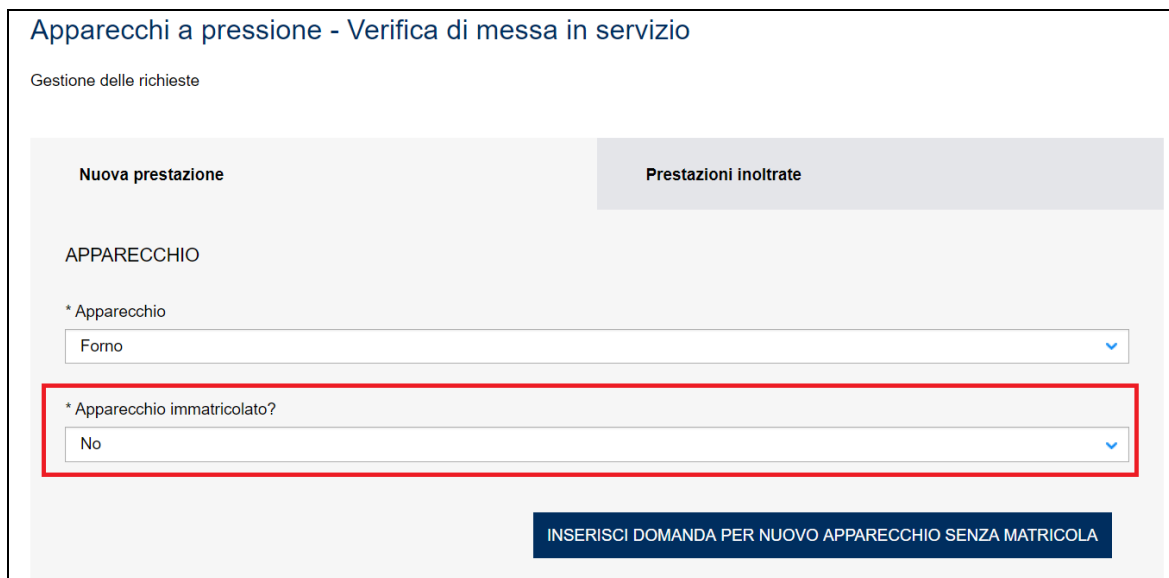 Apparecchi a pressione - Verifica di messa in servizio
Gestione delle richieste
Nuova prestazione
Prestazioni inoltrate
APPARECCHIO
* Apparecchio
Forno
* Apparecchio immatricolato?
No
INSERISCI DOMANDA PER NUOVO APPARECCHIO SENZA MATRICOLA